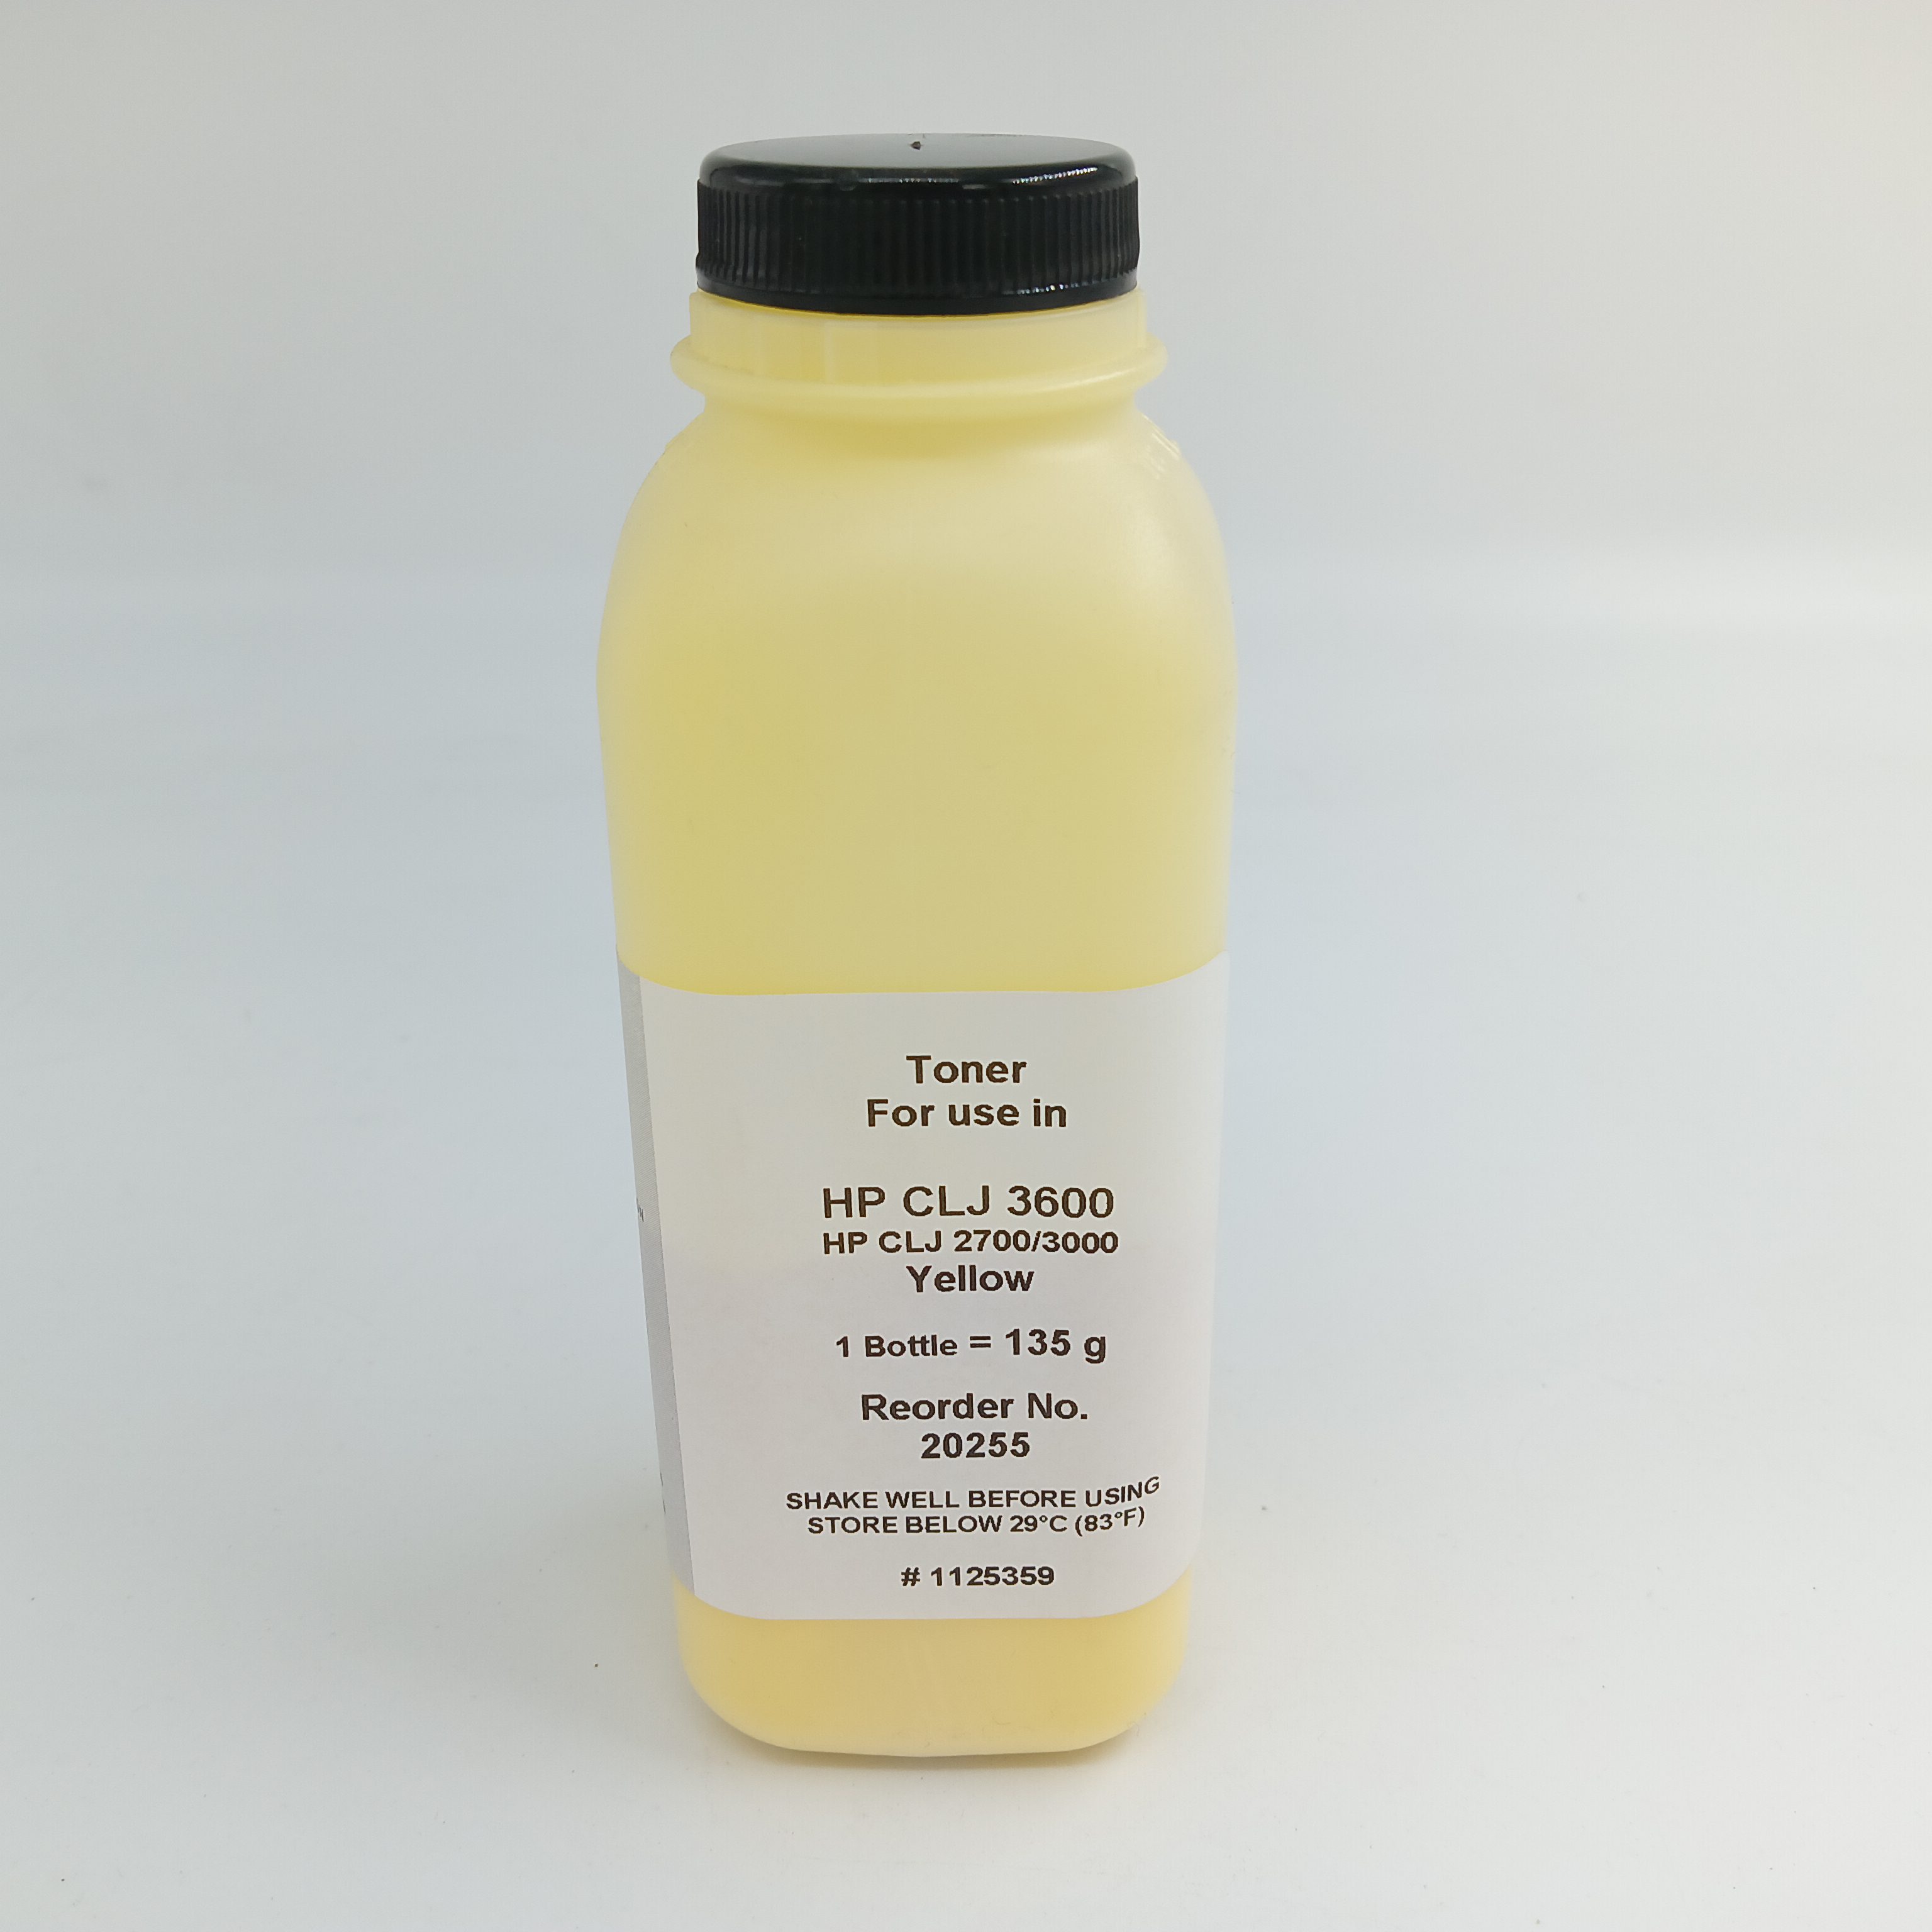 Toner
For use in
HP CLJ 3600
HP CLJ 2700/3000
Yellow
1 Bottle = 135 g
Reorder No.
20255
SHAKE WELL BEFORE USING
STORE BELOW 29°C (83°F)
# 1125359